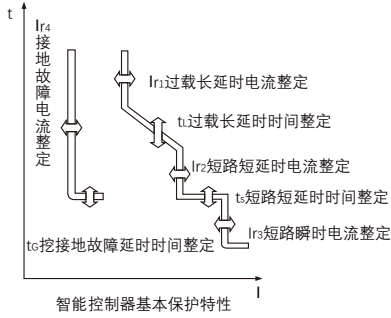 t
Ir4接地故障电流整定
Ir1过载长延时电流整定
tL过载长延时时间整定
Ir2短路短延时电流整定
ts短路短延时时间整定
Ir3短路瞬时电流整定
tG挖接地故障延时时间整定
I
智能控制器基本保护特性